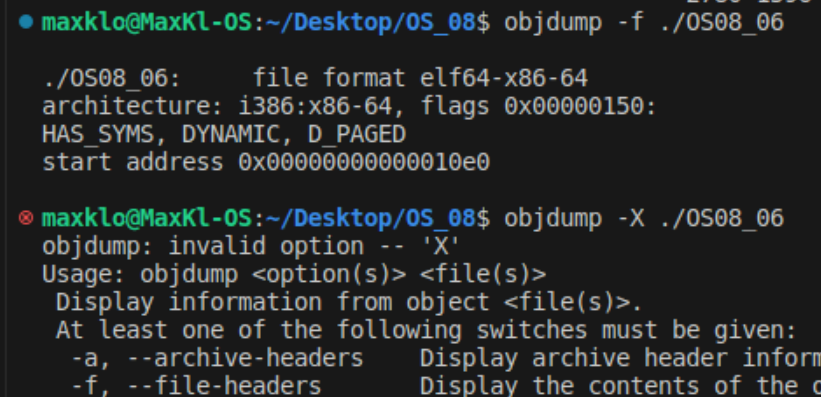 maxklo@MaxKl-OS:~/Desktop/OS_08$ objdump -f ./OS08_06
./OS08_06:     file format elf64-x86-64
architecture: i386:x86-64, flags 0x00000150:
HAS_SYMS, DYNAMIC, D_PAGED
start address 0x00000000000010e0
maxklo@MaxKl-OS:~/Desktop/OS_08$ objdump -X ./OS08_06
objdump: invalid option -- 'X'
Usage: objdump <option(s)> <file(s)>
 Display information from object <file(s)>.
 At least one of the following switches must be given:
  -a, --archive-headers    Display archive header inform
  -f, --file-headers       Display the contents of the o